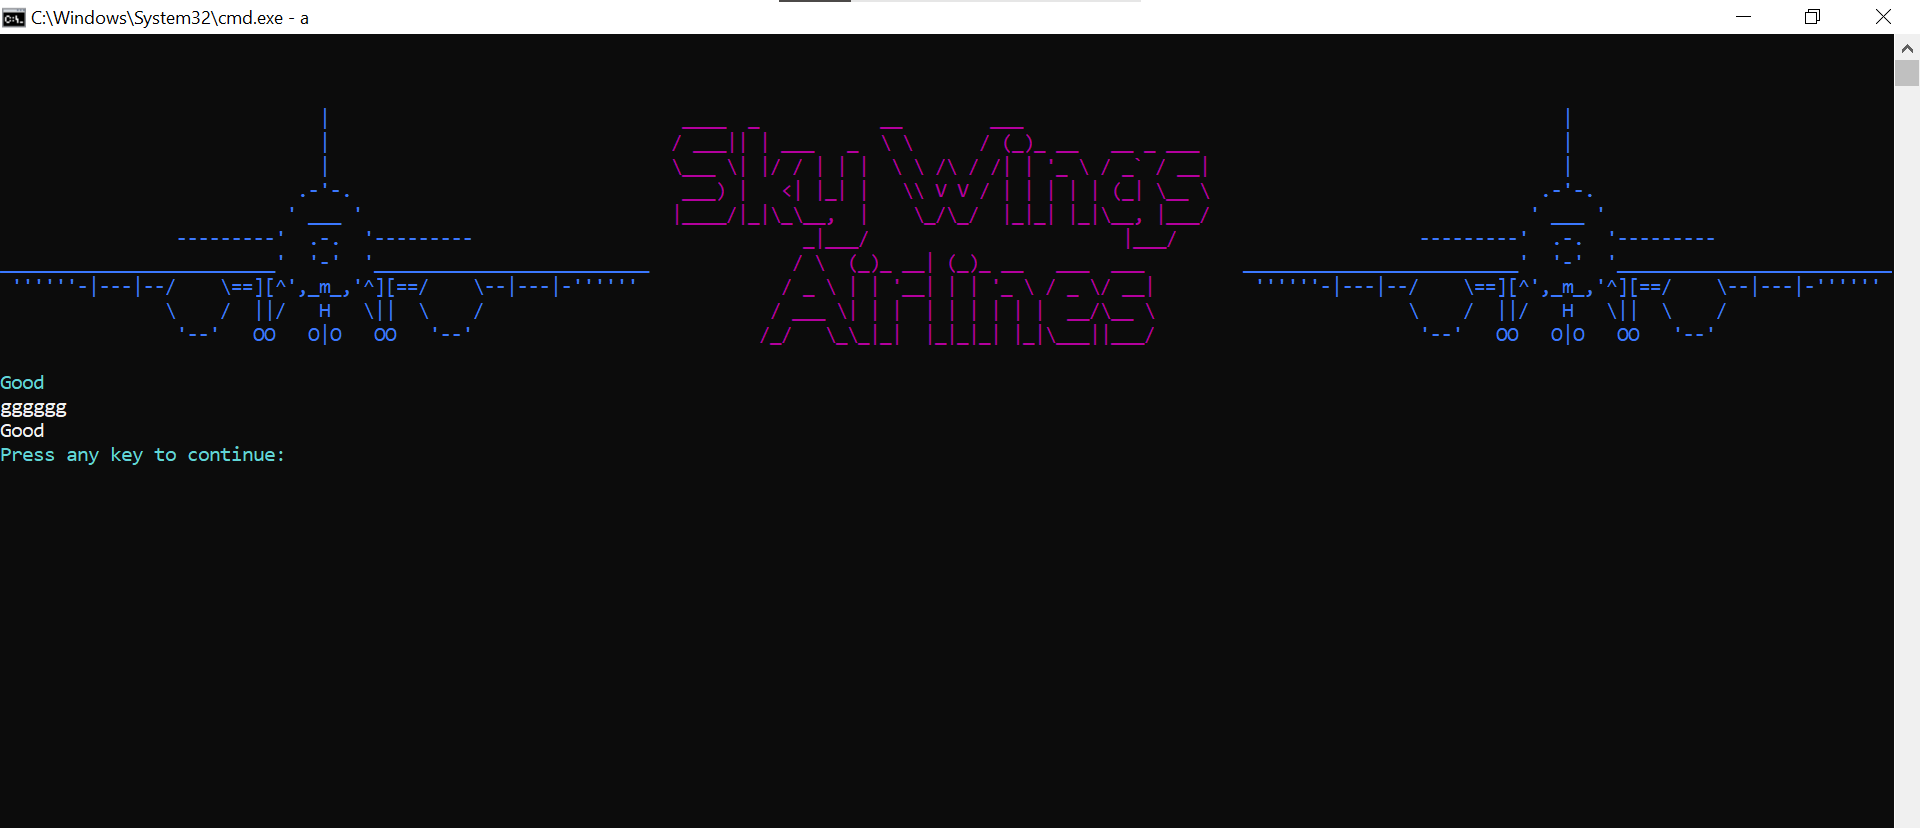 C:\Windows\System32\cmd.exe - a
Sky Wings
Airlines
Good
gggggg
Good
Press any key to continue: